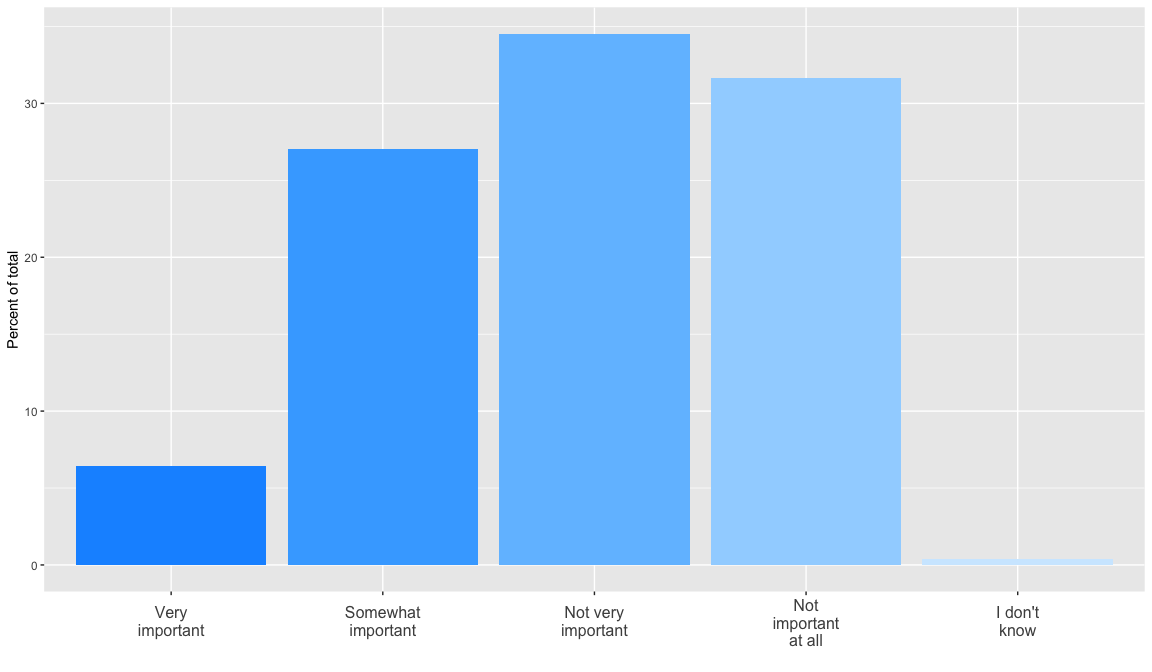 Percent of total
30
20
10
0
Very
important
Somewhat
important
Not very
important
Not
important
at all
I don't
know